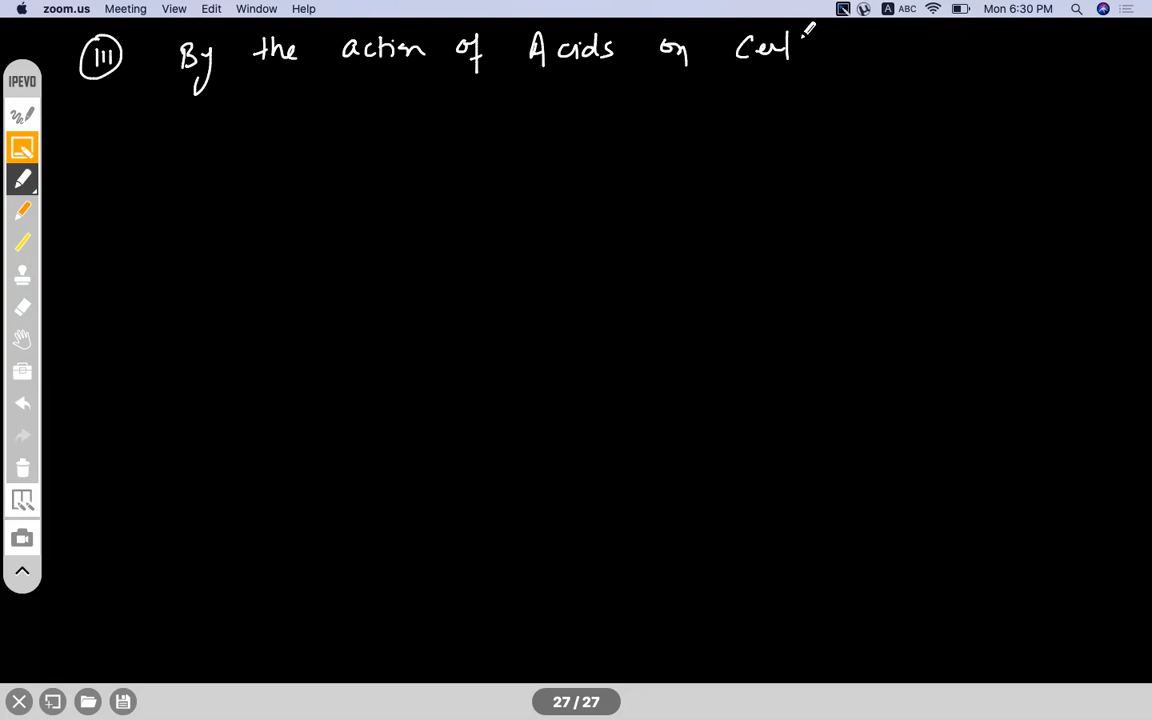 zoom.us Meeting View Edit Window Help A ABC Mon 6:30 PM
III By the action of Acids on Cert
IPEVO
27 / 27